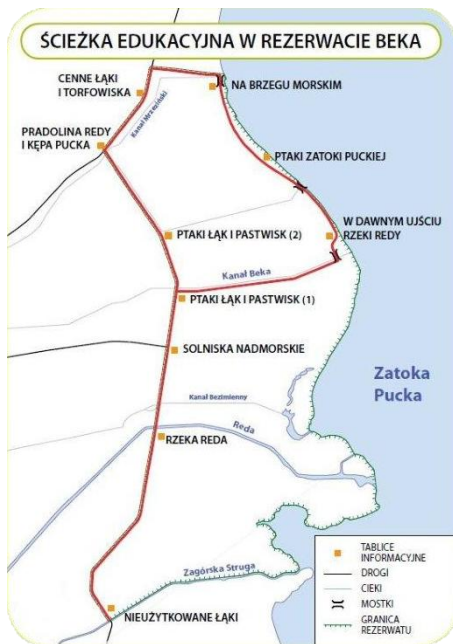 ŚCIEŻKA EDUKACYJNA W REZERWACIE BEKA
CENNE ŁĄKI
I TORFOWISKA
NA BRZEGU MORSKIM
Kanał Mrzeziński
PRADOLINA REDY
I KĘPA PUCKA
PTAKI ZATOKI PUCKIEJ
W DAWNYM UJŚCIU
RZEKI REDY
PTAKI ŁĄK I PASTWISK (2)
Kanał Beka
PTAKI ŁĄK I PASTWISK (1)
SOLNISKA NADMORSKIE
Zatoka
Pucka
Kanał Bezimienny
Reda
RZEKA REDA
Zagórska Struga
NIEUŻYTKOWANE ŁĄKI
TABLICE
INFORMACYJNE
DROGI
CIEKI
MOSTKI
GRANICA
REZERWATU